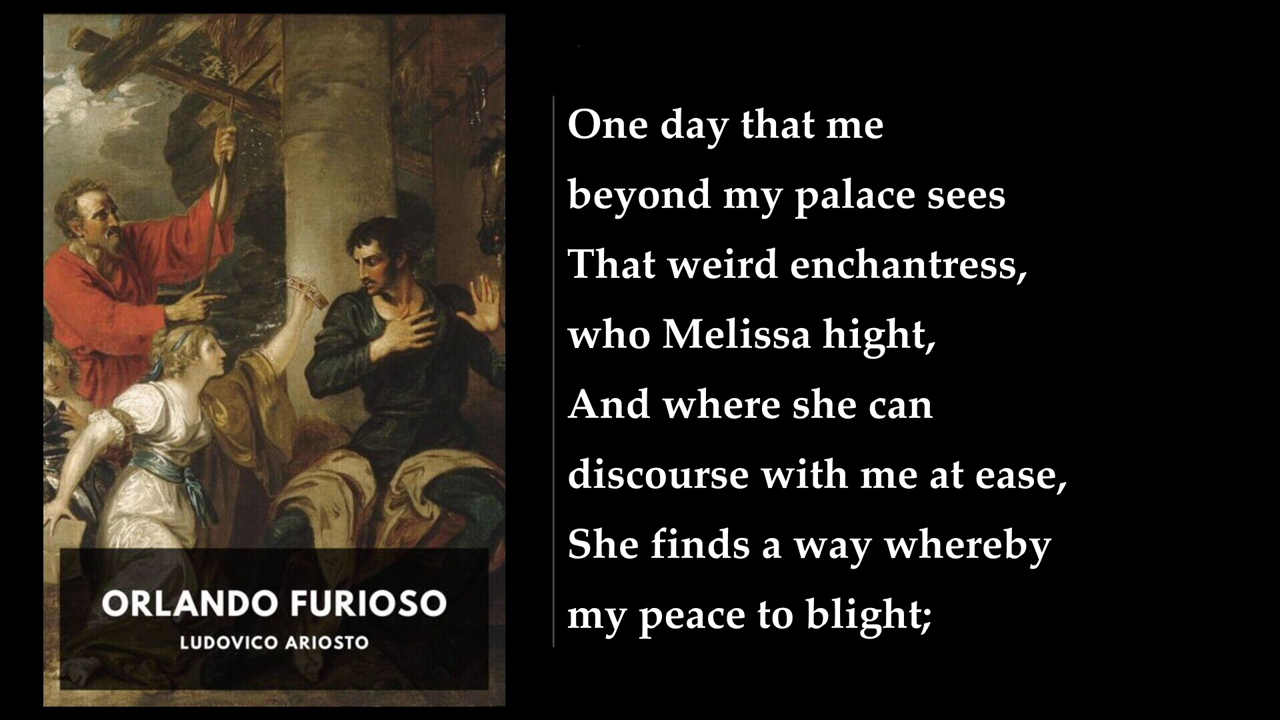 ORLANDO FURIOSO
LUDOVICO ARIOSTO
One day that me
beyond my palace sees
That weird enchantress,
who Melissa hight,
And where she can
discourse with me at ease,
She finds a way whereby
my peace to blight;